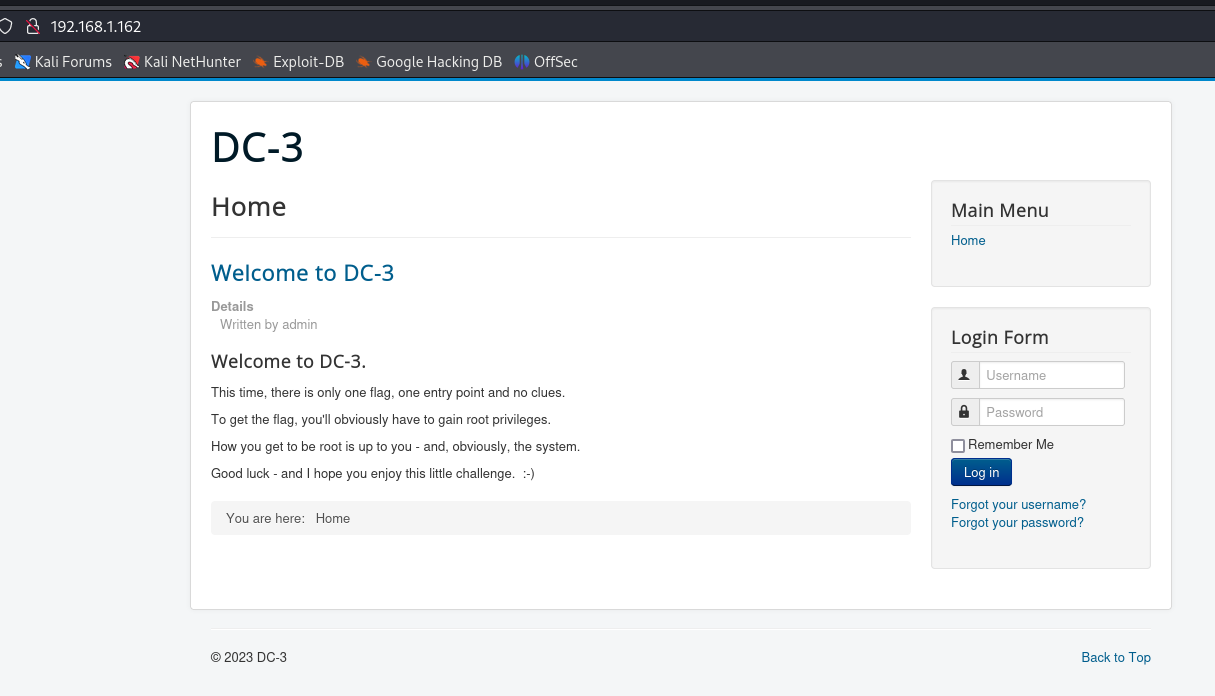 192.168.1.162
s Kali Forums Kali NetHunter Exploit-DB Google Hacking DB OffSec
DC-3
Home
Welcome to DC-3
Details
Written by admin
Welcome to DC-3.
This time, there is only one flag, one entry point and no clues.
To get the flag, you'll obviously have to gain root privileges.
How you get to be root is up to you - and, obviously, the system.
Good luck - and I hope you enjoy this little challenge.  :-)
You are here: Home
Main Menu
Home
Login Form
Username
Password
Remember Me
Log in
Forgot your username?
Forgot your password?
© 2023 DC-3
Back to Top